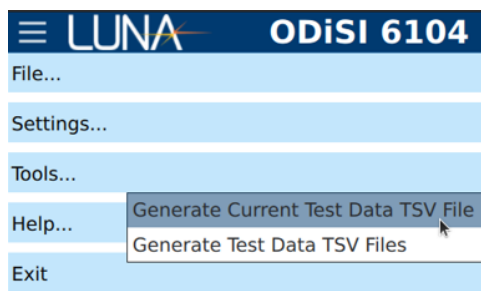 LUNA ODiSI 6104
File...
Settings...
Tools...
Generate Current Test Data TSV File
Help...
Generate Test Data TSV Files
Exit